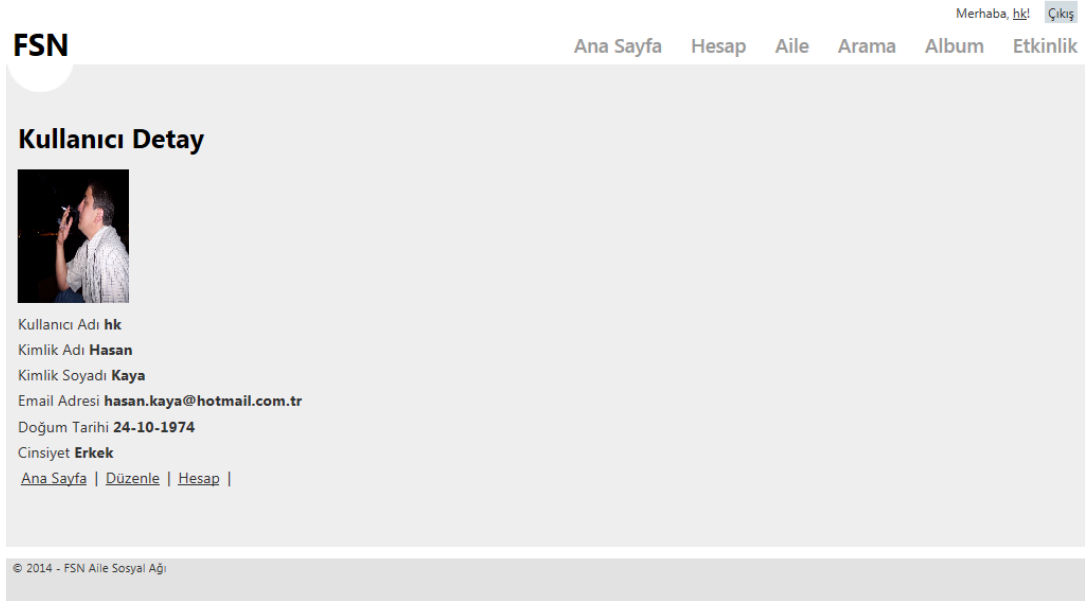 Merhaba, hk! Çıkış
FSN
Ana Sayfa Hesap Aile Arama Album Etkinlik
Kullanıcı Detay
Kullanıcı Adı hk
Kimlik Adı Hasan
Kimlik Soyadı Kaya
Email Adresi hasan.kaya@hotmail.com.tr
Doğum Tarihi 24-10-1974
Cinsiyet Erkek
Ana Sayfa | Düzenle | Hesap |
© 2014 - FSN Aile Sosyal Ağı